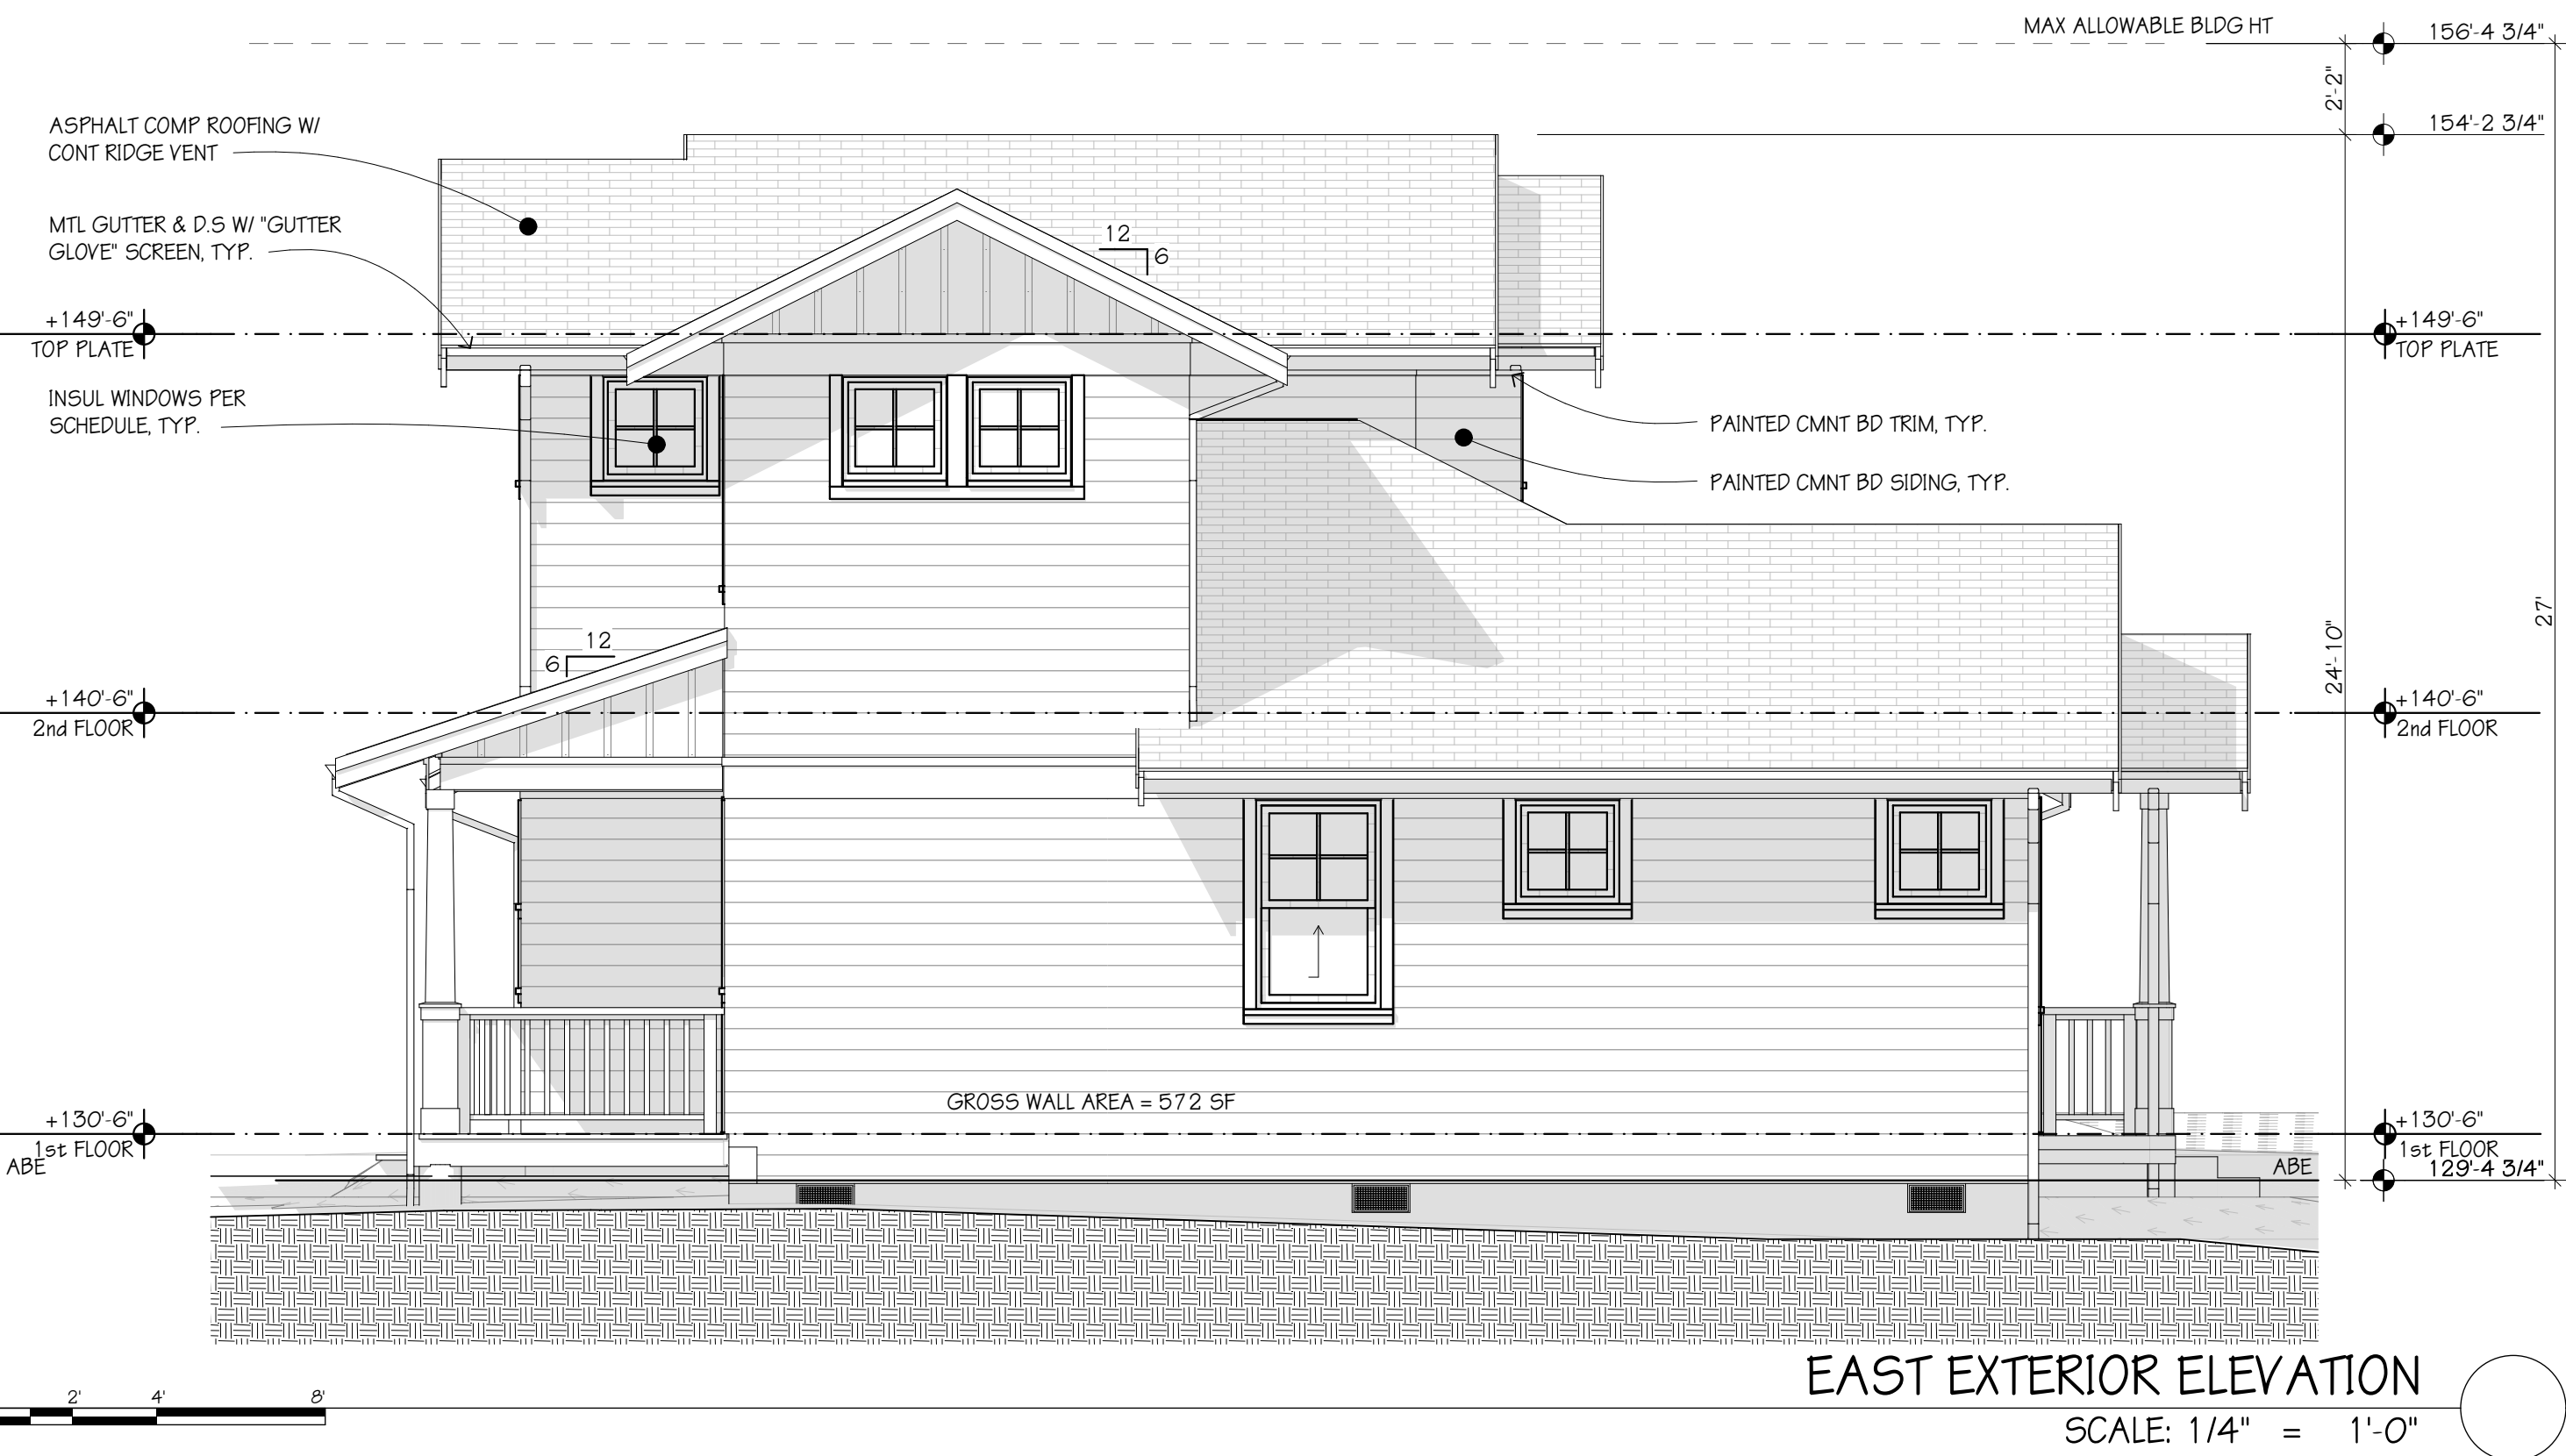 MAX ALLOWABLE BLDG HT
156'-4 3/4"
2'-2"
154'-2 3/4"
ASPHALT COMP ROOFING W/
CONT RIDGE VENT
MTL GUTTER & D.S W/ "GUTTER
GLOVE" SCREEN, TYP.
12
6
+149'-6"
TOP PLATE
+149'-6"
TOP PLATE
INSUL WINDOWS PER
SCHEDULE, TYP.
PAINTED CMNT BD TRIM, TYP.
PAINTED CMNT BD SIDING, TYP.
12
6
24'-10"
27'
+140'-6"
2nd FLOOR
+140'-6"
2nd FLOOR
GROSS WALL AREA = 572 SF
+130'-6"
1st FLOOR
ABE
+130'-6"
1st FLOOR
ABE
129'-4 3/4"
EAST EXTERIOR ELEVATION
SCALE: 1/4" = 1'-0"
2' 4' 8'